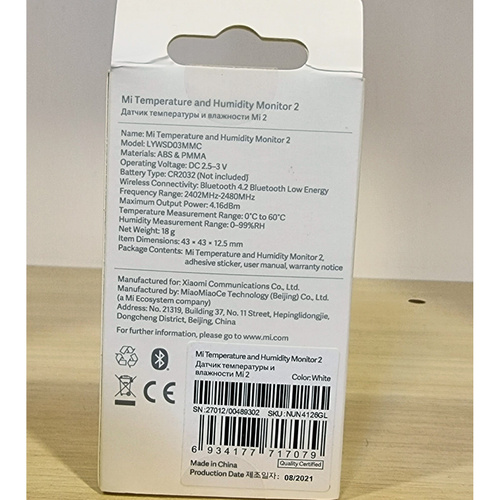 Mi Temperature and Humidity Monitor 2
Датчик температуры и влажности Mi 2
Name: Mi Temperature and Humidity Monitor 2
Model: LYWSD03MMC
Materials: ABS & PMMA
Operating Voltage: DC 2.5–3 V
Battery Type: CR2032 (Not included)
Wireless Connectivity: Bluetooth 4.2 Bluetooth Low Energy
Frequency Range: 2402MHz–2480MHz
Maximum Output Power: 4.16dBm
Temperature Measurement Range: 0°C to 60°C
Humidity Measurement Range: 0–99%RH
Net Weight: 18 g
Item Dimensions: 43 × 43 × 12.5 mm
Package Contents: Mi Temperature and Humidity Monitor 2,
adhesive sticker, user manual, warranty notice
Manufactured for: Xiaomi Communications Co., Ltd.
Manufactured by: MiaoMiaoCe Technology (Beijing) Co., Ltd.
(a Mi Ecosystem company)
Address: No. 21319, Building 37, No. 11 Street, Hepinglidongjie,
Dongcheng District, Beijing, China
For further information, please go to www.mi.com
CE
Mi Temperature and Humidity Monitor 2
Датчик температуры и
влажности Mi 2
Color: White
SN: 27012/00489302 SKU: NUN4126GL
6 934177 717079
Quality Certified
Made in China
Production Date 제조일자: 08/2021